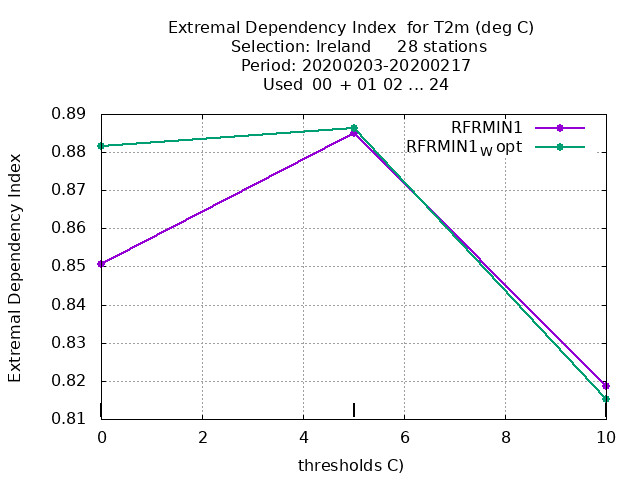 Extremal Dependency Index  for T2m (deg C)
Selection: Ireland     28 stations
Period: 20200203-20200217
Used  00 + 01 02 ... 24
0.89
0.88
0.87
0.86
0.85
0.84
0.83
0.82
0.81
Extremal Dependency Index
RFRMIN1
RFRMIN1W opt
0 2 4 6 8 10
thresholds C)